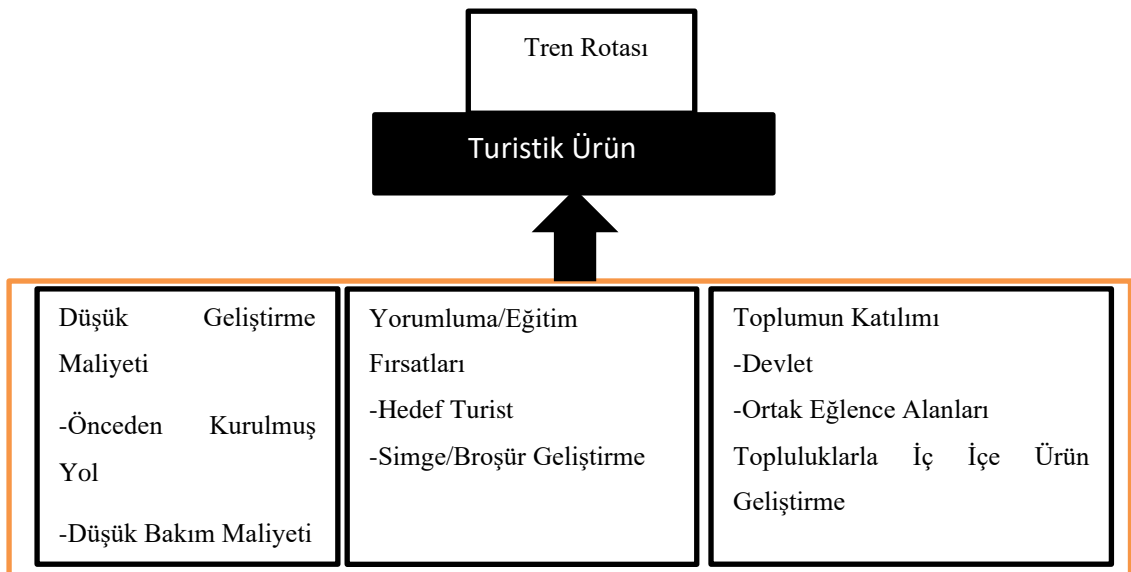 Tren Rotası
Turistik Ürün
Düşük Geliştirme
Maliyeti
-Önceden Kurulmuş
Yol
-Düşük Bakım Maliyeti
Yorumluma/Eğitim
Fırsatları
-Hedef Turist
-Simge/Broşür Geliştirme
Toplumun Katılımı
-Devlet
-Ortak Eğlence Alanları
Topluluklarla İç İçe Ürün
Geliştirme